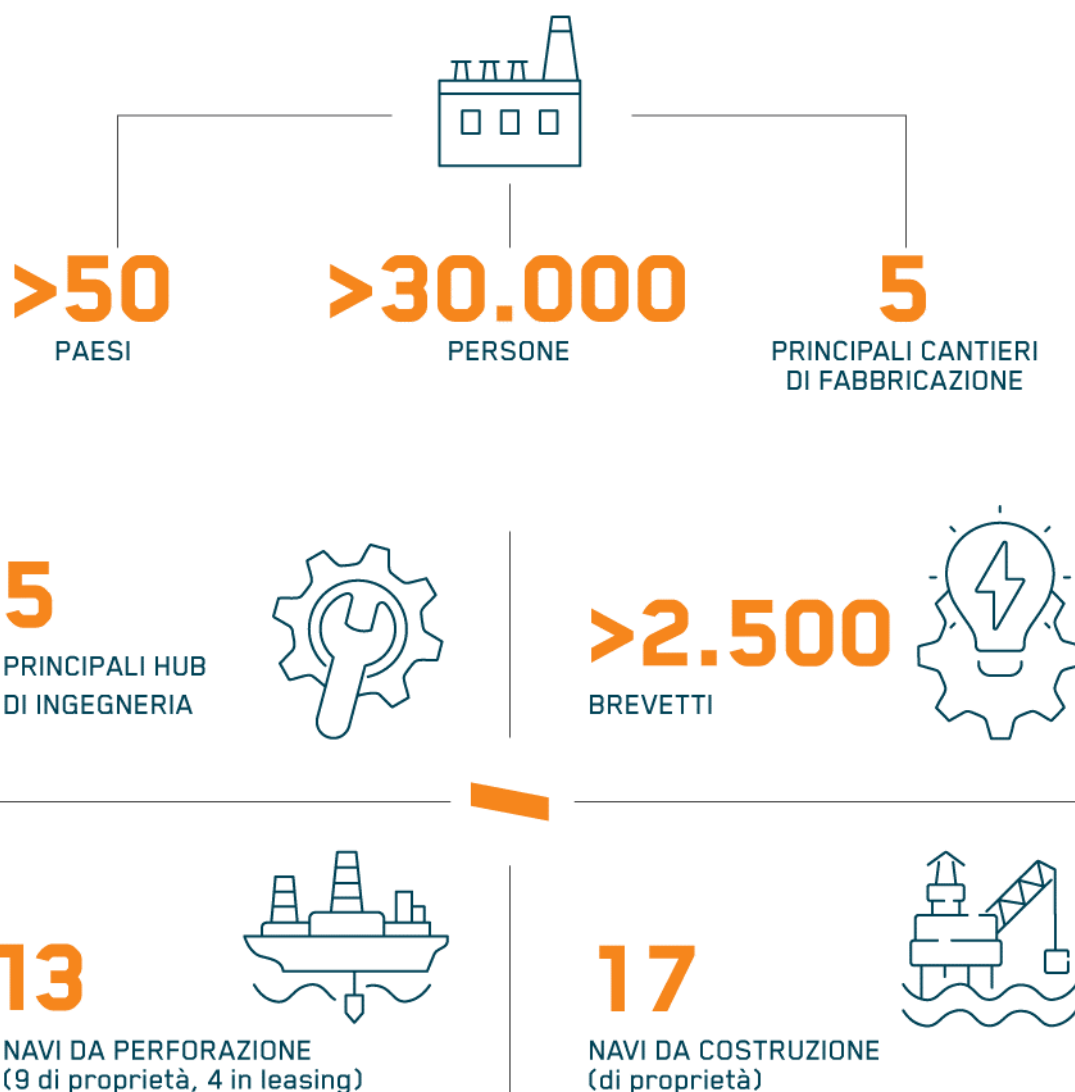 >50
PAESI
>30.000
PERSONE
5
PRINCIPALI CANTIERI
DI FABBRICAZIONE
5
PRINCIPALI HUB
DI INGEGNERIA
>2.500
BREVETTI
13
NAVI DA PERFORAZIONE
(9 di proprietà, 4 in leasing)
17
NAVI DA COSTRUZIONE
(di proprietà)